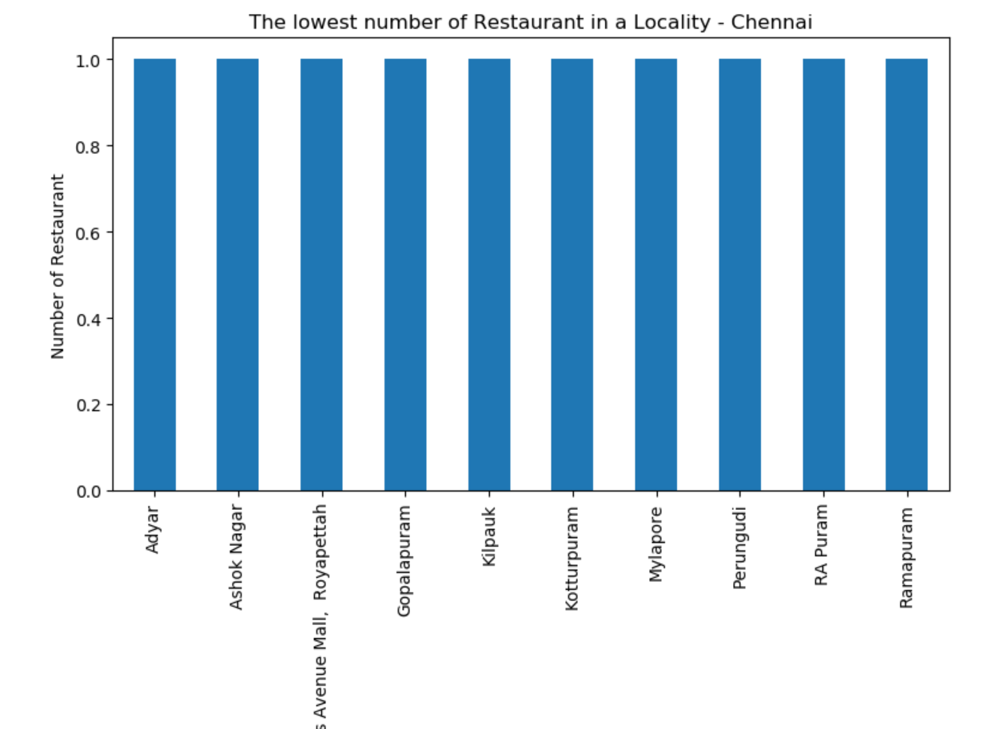 The lowest number of Restaurant in a Locality - Chennai
Number of Restaurant
1.0
0.8
0.6
0.4
0.2
0.0
Adyar
Ashok Nagar
Avenue Mall, Royapettah
Gopalapuram
Kilpauk
Kotturpuram
Mylapore
Perungudi
RA Puram
Ramapuram